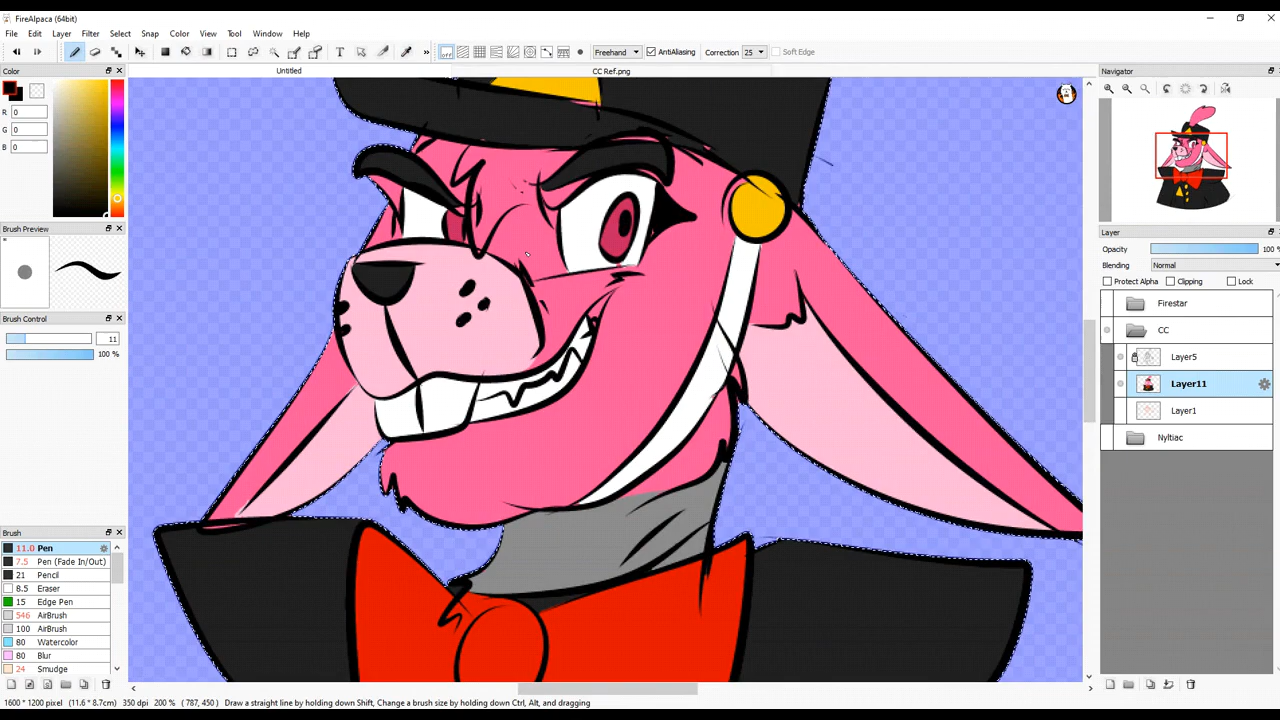 FireAlpaca (64bit)
File Edit Layer Filter Select Snap Color View Tool Window Help
off Freehand AntiAliasing Correction 25 Soft Edge
Color Untitled CC Ref.png Navigator
R 0
G 0
B 0
Brush Preview
Layer
Opacity
Blending Normal
Protect Alpha Clipping Lock
Firestar
Brush Control
CC
11
100 %
Layer5
Layer11
Layer1
Nyltiac
Brush
11.0 Pen
7.5 Pen (Fade In/Out)
21 Pencil
8.5 Eraser
15 Edge Pen
546 AirBrush
100 AirBrush
80 Watercolor
80 Blur
24 Smudge
1600 * 1200 pixel (11.6 * 8.7cm) 350 dpi 200 % ( 787, 450 ) Draw a straight line by holding down Shift, Change a brush size by holding down Ctrl, Alt, and dragging